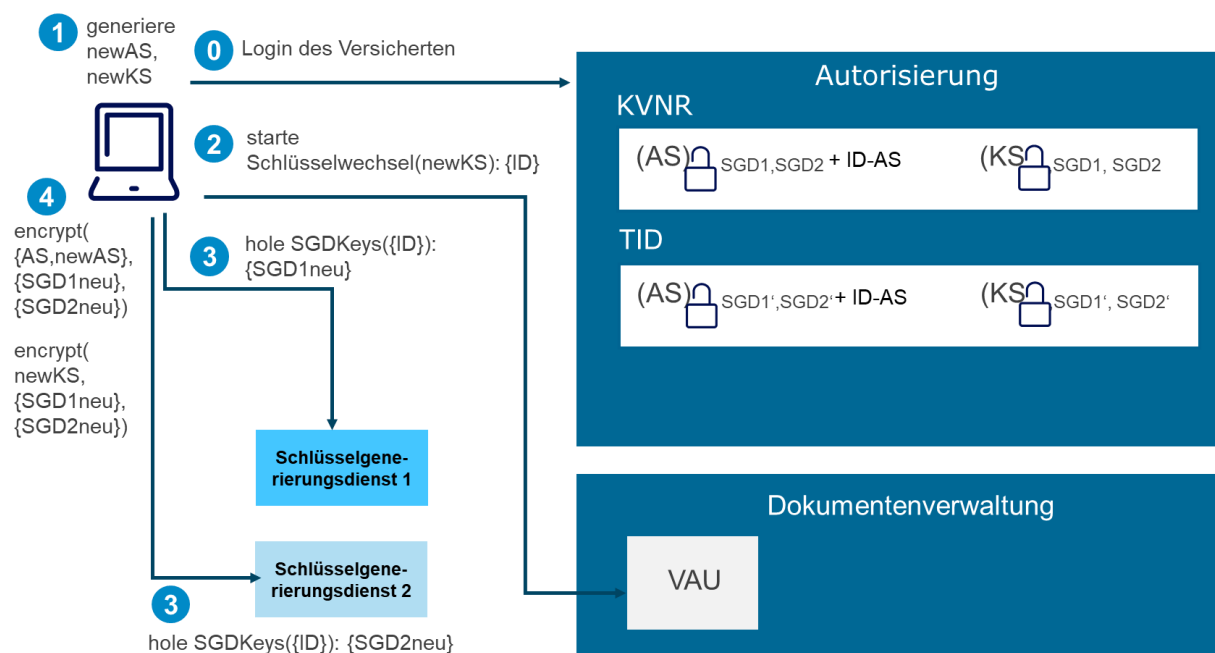 1
generiere
newAS,
newKS
0
Login des Versicherten
2
starte
Schlüsselwechsel(newKS): {ID}
4
encrypt(
{AS,newAS},
{SGD1neu},
{SGD2neu})
encrypt(
newKS,
{SGD1neu},
{SGD2neu})
3
hole SGDKeys({ID}):
{SGD1neu}
Schlüsselgene-
rierungsdienst 1
Schlüsselgene-
rierungsdienst 2
3
hole SGDKeys({ID}): {SGD2neu}
Autorisierung
KVNR
(AS) SGD1,SGD2 + ID-AS (KS ,SGD1, SGD2
TID
(AS) SGD1‘,SGD2‘ + ID-AS (KS ,SGD1‘, SGD2‘
Dokumentenverwaltung
VAU